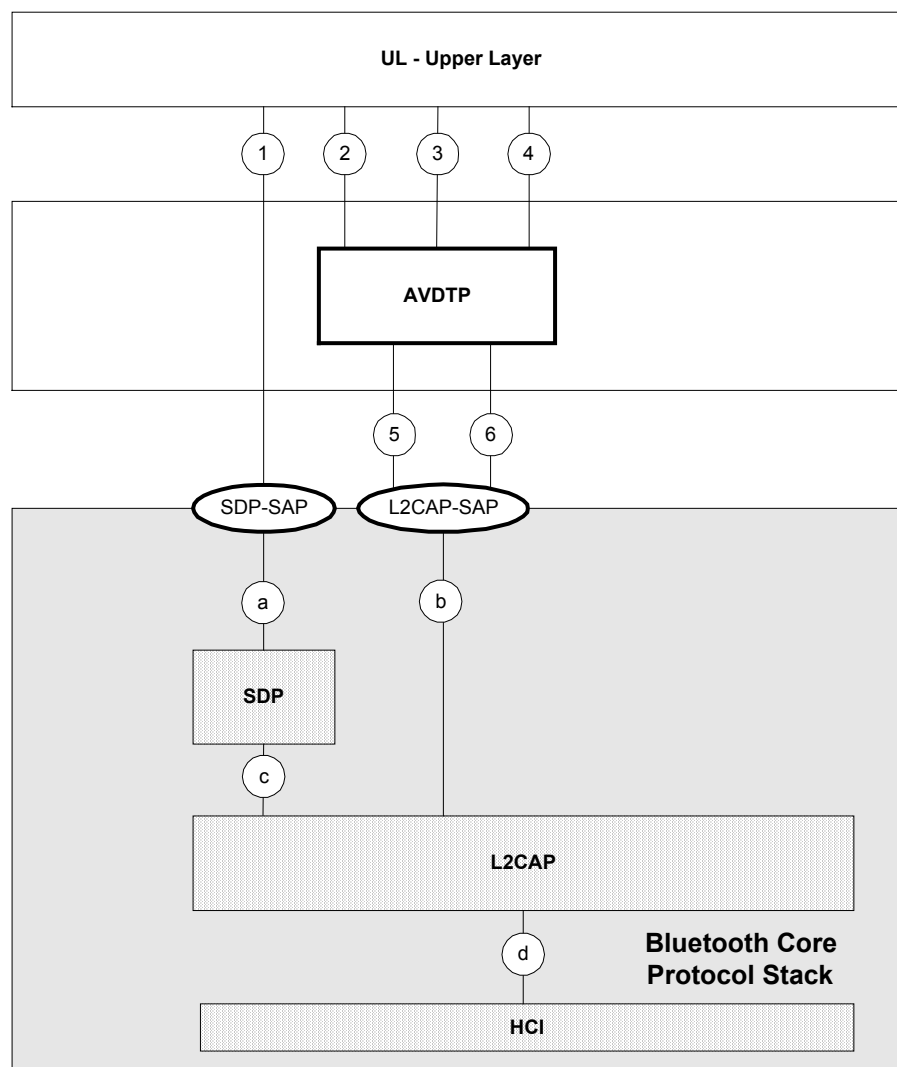 UL - Upper Layer
1
2
3
4
AVDTP
5
6
SDP-SAP
L2CAP-SAP
a
b
SDP
c
L2CAP
d
Bluetooth Core
Protocol Stack
HCI